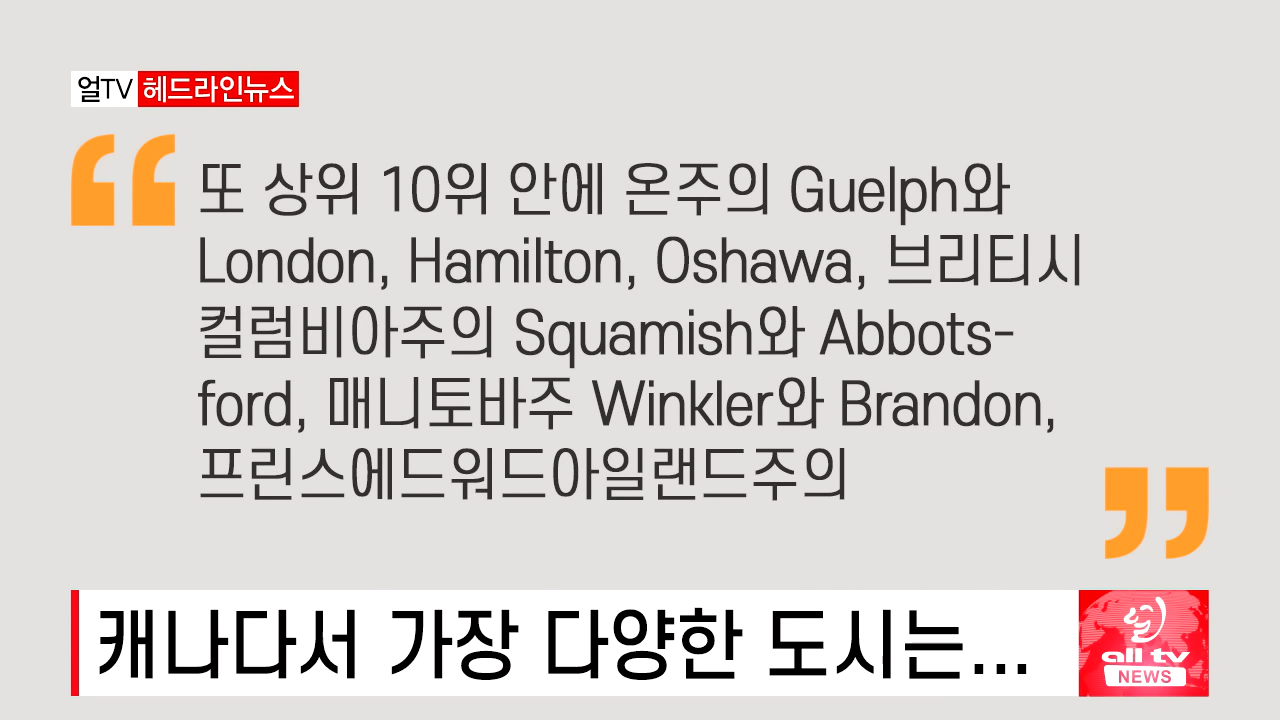 얼TV 헤드라인뉴스
또 상위 10위 안에 온주의 Guelph와
London, Hamilton, Oshawa, 브리티시
컬럼비아주의 Squamish와 Abbots-
ford, 매니토바주 Winkler와 Brandon,
프린스에드워드아일랜드주의
캐나다서 가장 다양한 도시는...
얼
all tv
NEWS